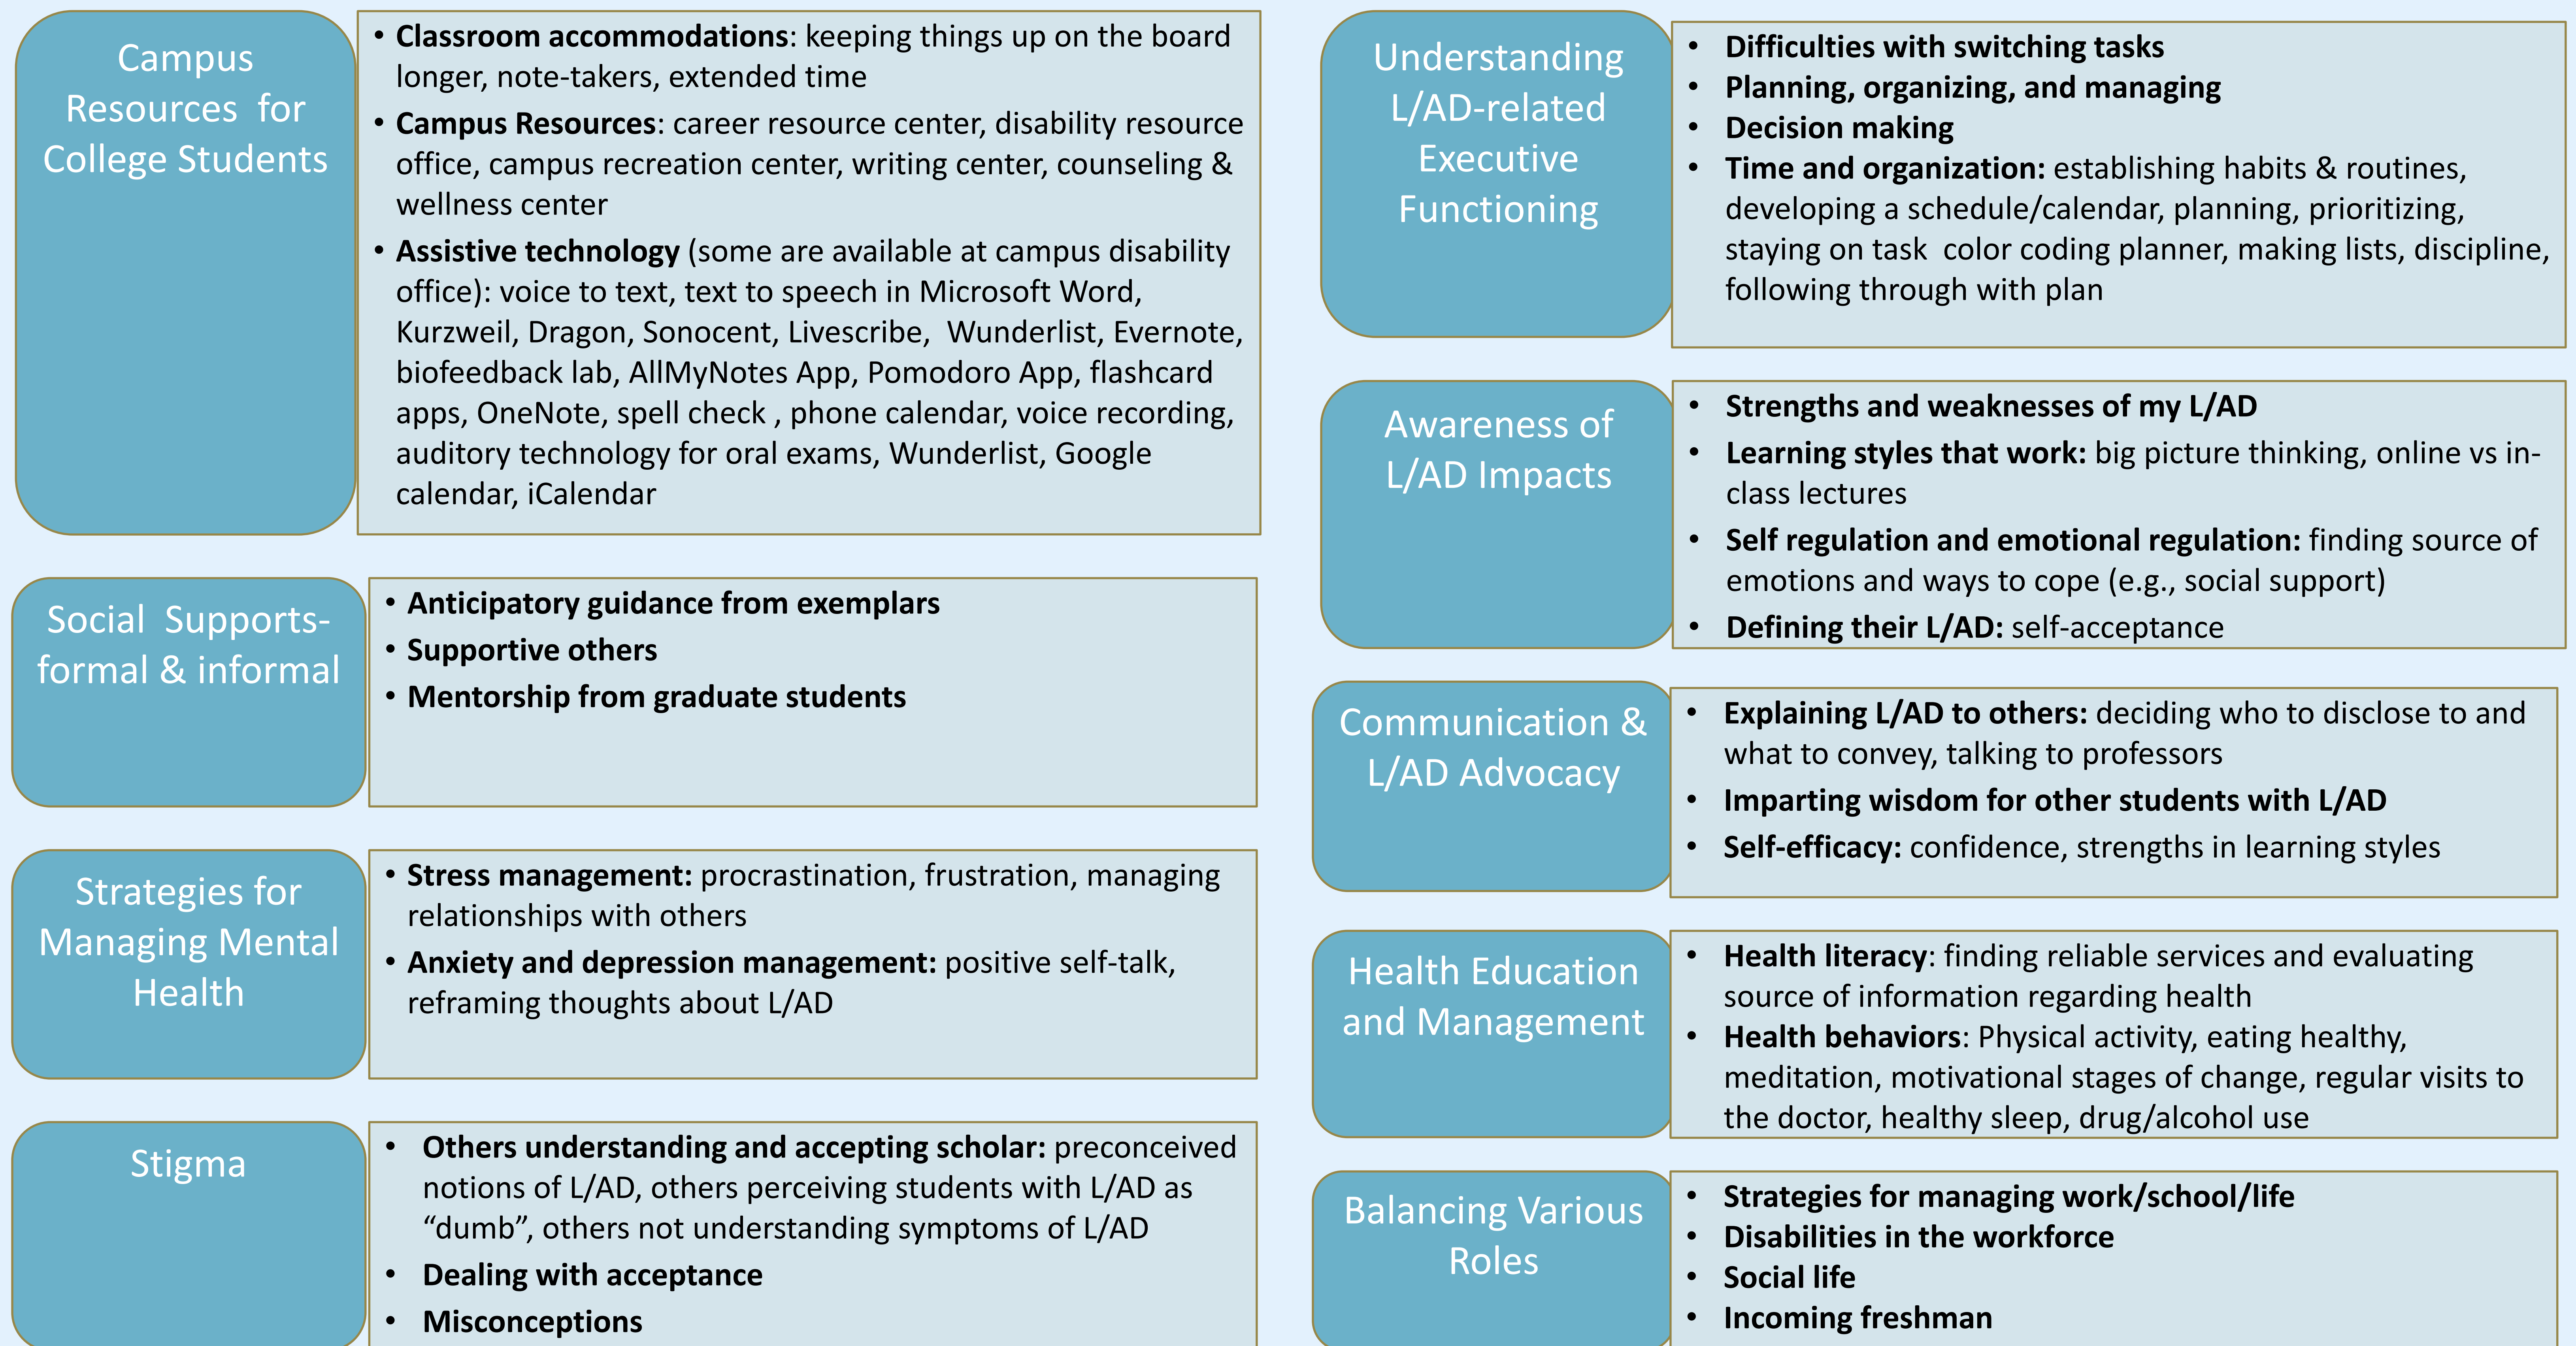 Campus
Resources  for
College Students
• Classroom accommodations: keeping things up on the board
longer, note-takers, extended time
• Campus Resources: career resource center, disability resource
office, campus recreation center, writing center, counseling &
wellness center
• Assistive technology (some are available at campus disability
office): voice to text, text to speech in Microsoft Word,
Kurzweil, Dragon, Sonocent, Livescribe,  Wunderlist, Evernote,
biofeedback lab, AllMyNotes App, Pomodoro App, flashcard
apps, OneNote, spell check , phone calendar, voice recording,
auditory technology for oral exams, Wunderlist, Google
calendar, iCalendar
Social  Supports-
formal & informal
• Anticipatory guidance from exemplars
• Supportive others
• Mentorship from graduate students
Strategies for
Managing Mental
Health
• Stress management: procrastination, frustration, managing
relationships with others
• Anxiety and depression management: positive self-talk,
reframing thoughts about L/AD
Stigma
• Others understanding and accepting scholar: preconceived
notions of L/AD, others perceiving students with L/AD as
“dumb”, others not understanding symptoms of L/AD
• Dealing with acceptance
• Misconceptions
Understanding
L/AD-related
Executive
Functioning
• Difficulties with switching tasks
• Planning, organizing, and managing
• Decision making
• Time and organization: establishing habits & routines,
developing a schedule/calendar, planning, prioritizing,
staying on task  color coding planner, making lists, discipline,
following through with plan
Awareness of
L/AD Impacts
• Strengths and weaknesses of my L/AD
• Learning styles that work: big picture thinking, online vs in-
class lectures
• Self regulation and emotional regulation: finding source of
emotions and ways to cope (e.g., social support)
• Defining their L/AD: self-acceptance
Communication &
L/AD Advocacy
• Explaining L/AD to others: deciding who to disclose to and
what to convey, talking to professors
• Imparting wisdom for other students with L/AD
• Self-efficacy: confidence, strengths in learning styles
Health Education
and Management
• Health literacy: finding reliable services and evaluating
source of information regarding health
• Health behaviors: Physical activity, eating healthy,
meditation, motivational stages of change, regular visits to
the doctor, healthy sleep, drug/alcohol use
Balancing Various
Roles
• Strategies for managing work/school/life
• Disabilities in the workforce
• Social life
• Incoming freshman